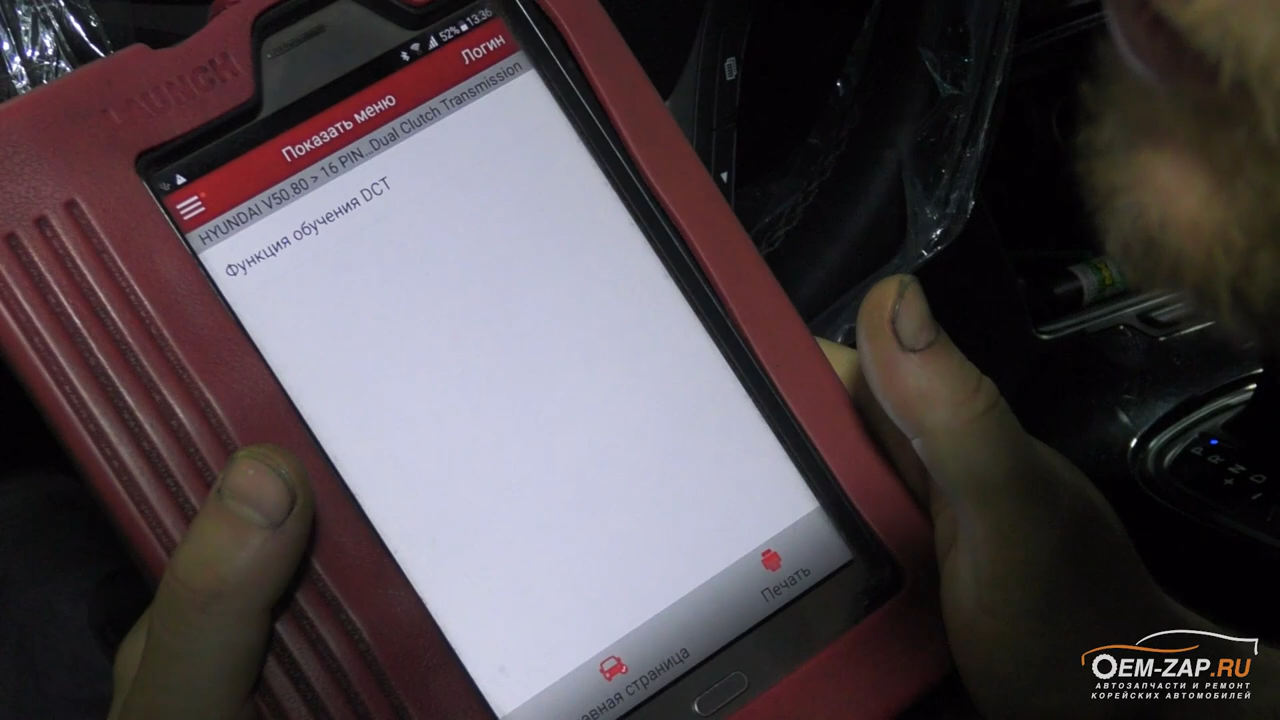 LAUNCH
52% 13:36
Показать меню
Логин
HYUNDAI V50.80 > 16 PIN...Dual Clutch Transmission
Функция обучения DCT
авная страница
Печать
P
R
N
D
+
OEM-ZAP.RU
АВТОЗАПЧАСТИ И РЕМОНТ
КОРЕЙСКИХ АВТОМОБИЛЕЙ